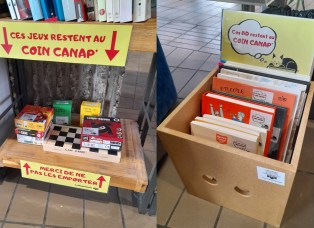 CES JEUX RESTENT AU
COIN CANAP'
MERCI DE NE
PAS LES EMPORTER
Ces BD restent au
COIN CANAP'